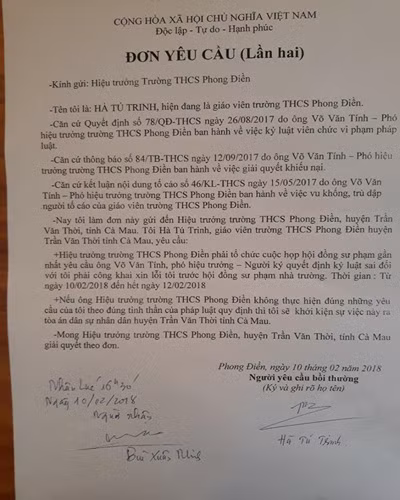 CỘNG HÒA XÃ HỘI CHỦ NGHĨA VIỆT NAM
Độc lập - Tự do - Hạnh phúc
ĐƠN YÊU CẦU (Lần hai)
-Kính gửi: Hiệu trưởng Trường THCS Phong Điền
-Tên tôi là: HÀ TÚ TRINH, hiện đang là giáo viên trường THCS Phong Điền.
-Căn cứ Quyết định số 78/QĐ-THCS ngày 26/08/2017 do ông Võ Văn Tính – Phó
hiệu trưởng trường THCS Phong Điền ban hành về việc kỷ luật viên chức vi phạm pháp
luật.
-Căn cứ thông báo số 84/TB-THCS ngày 12/09/2017 do ông Võ Văn Tính – Phó hiệu
trưởng trường THCS Phong Điền ban hành về việc giải quyết khiếu nại.
-Căn cứ kết luận nội dung tố cáo số 46/KL-THCS ngày 15/05/2017 do ông Võ Văn
Tính – Phó hiệu trưởng trường THCS Phong Điền ban hành về việc vu khống, trù dập
người tố cáo của giáo viên trường THCS Phong Điền.
-Nay tôi làm đơn này gửi đến Hiệu trưởng trường THCS Phong Điền, huyện Trần
Văn Thời, tỉnh Cà Mau. Tôi Hà Tú Trinh, giáo viên trường THCS Phong Điền huyện
Trần Văn Thời tỉnh Cà Mau, yêu cầu:
+Hiệu trưởng trường THCS Phong Điền phải tổ chức cuộc họp hội đồng sư phạm gần
nhất yêu cầu ông Võ Văn Tính, phó hiệu trưởng – Người ký quyết định kỷ luật sai đối
với tôi phải công khai xin lỗi tôi trước hội đồng sư phạm nhà trường. Thời gian : Từ
ngày 10/02/2018 đến hết ngày 12/02/2018
+Nếu ông Hiệu trưởng trường THCS Phong Điền không thực hiện đúng những yêu
cầu của tôi theo đúng tinh thần của pháp luật quy định thì tôi sẽ khởi kiện sự việc này ra
tòa án dân sự nhân dân huyện Trần Văn Thời tỉnh Cà Mau.
-Mong Hiệu trưởng trường THCS Phong Điền, huyện Trần Văn Thời, tỉnh Cà Mau
giải quyết theo đơn.
Phong Điền, ngày 10 tháng 02 năm 2018
Người yêu cầu bồi thường
(Ký và ghi rõ họ tên)
Nhận lúc 16h30'
Ngày 10/02/2018
Người nhận
Hà Tú Trinh
Bùi Xuân